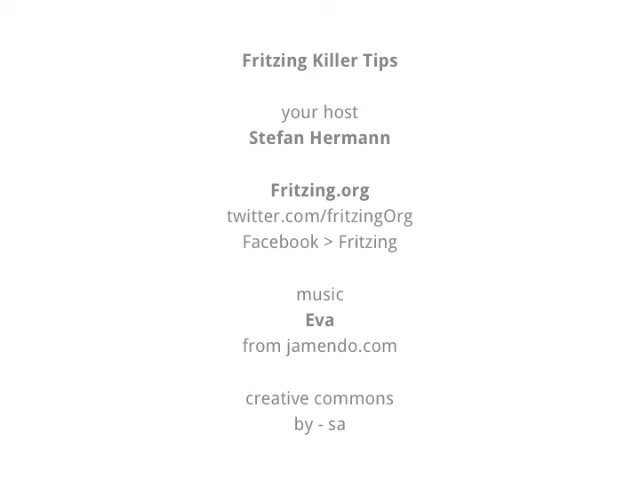 Fritzing Killer Tips
your host
Stefan Hermann
Fritzing.org
twitter.com/fritzingOrg
Facebook > Fritzing
music
Eva
from jamendo.com
creative commons
by - sa